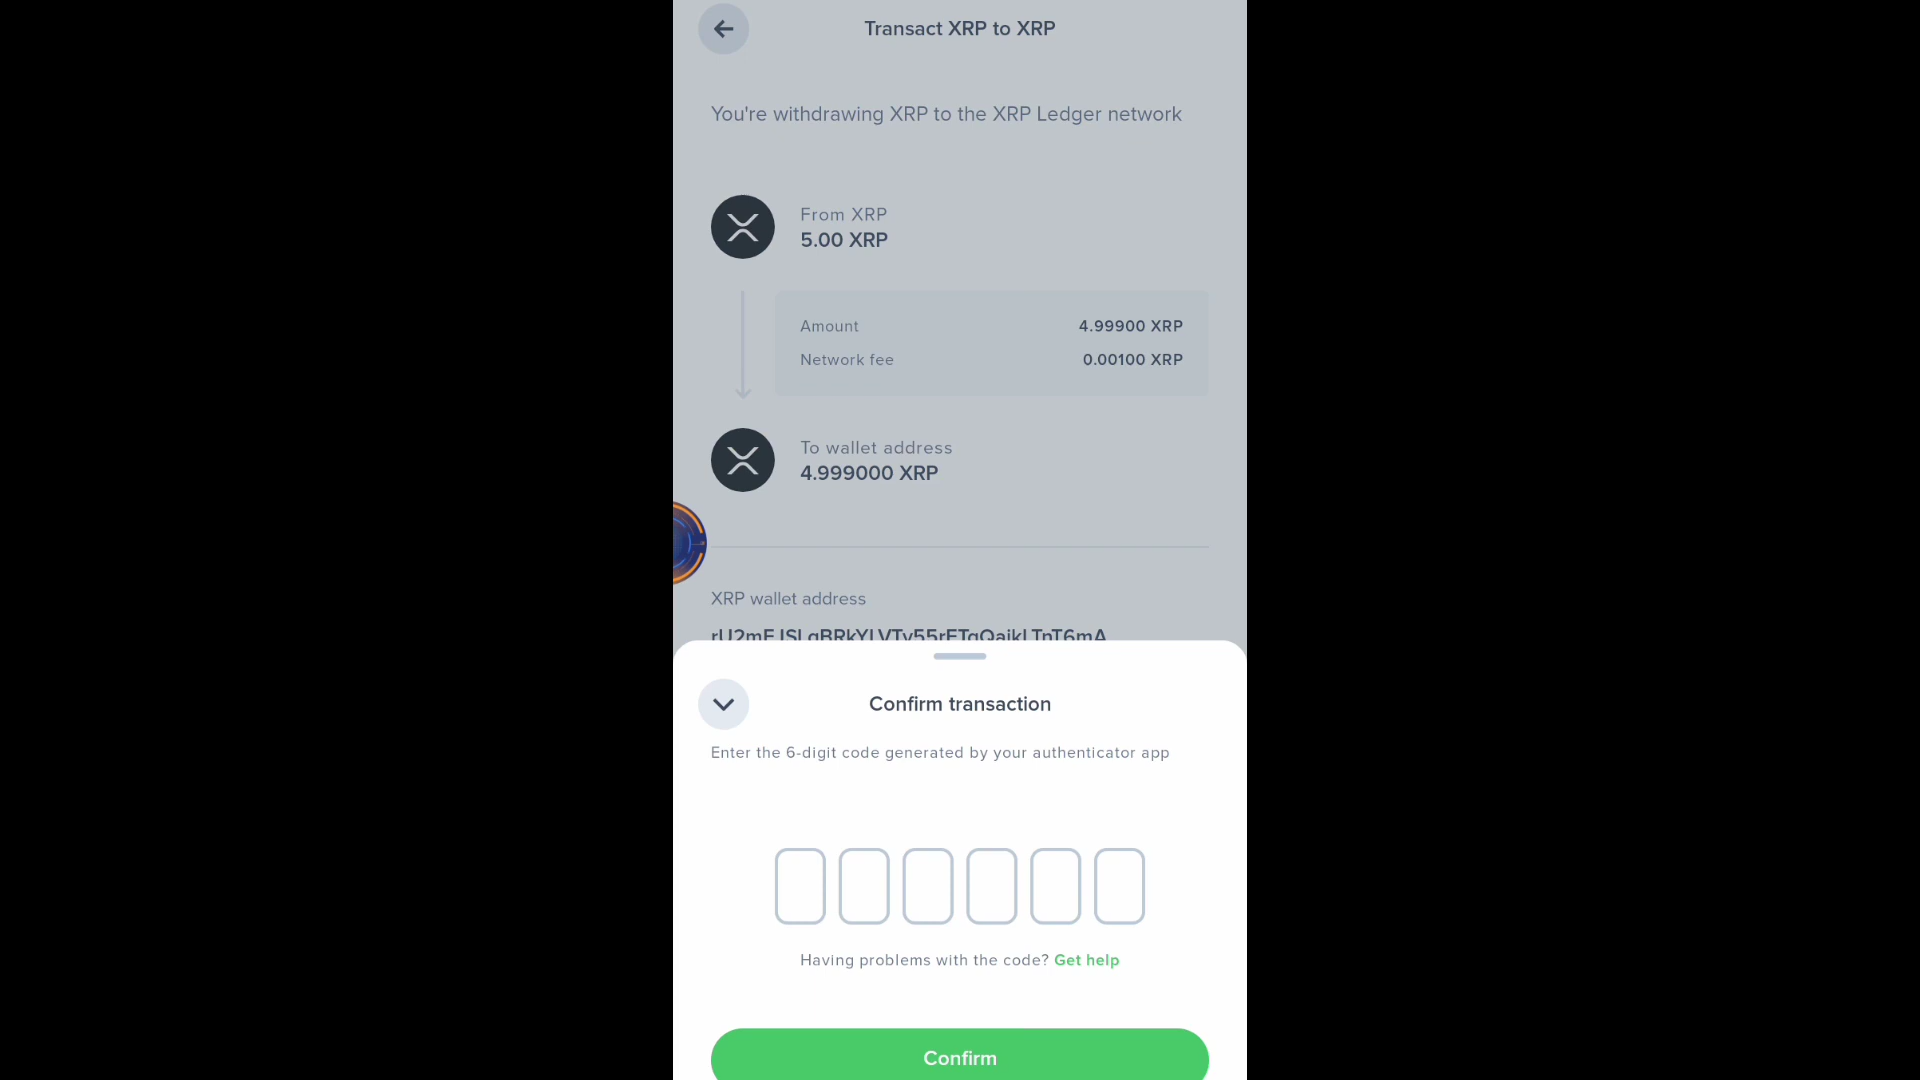 Transact XRP to XRP
You're withdrawing XRP to the XRP Ledger network
From XRP
5.00 XRP
Amount 4.99900 XRP
Network fee 0.00100 XRP
To wallet address
4.999000 XRP
XRP wallet address
Confirm transaction
Enter the 6-digit code generated by your authenticator app
Having problems with the code? Get help
Confirm